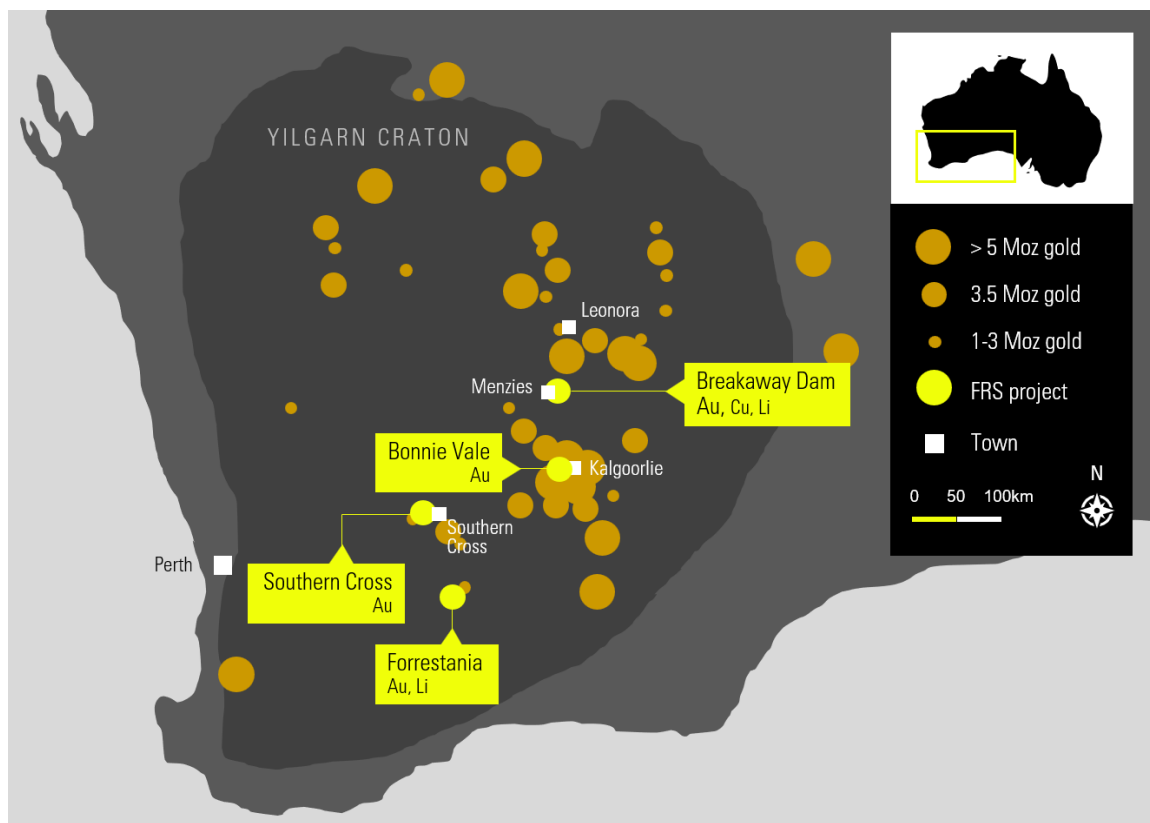 YILGARN CRATON
> 5 Moz gold
3.5 Moz gold
1-3 Moz gold
FRS project
Town
N
0 50 100km
Leonora
Menzies
Breakaway Dam
Au, Cu, Li
Bonnie Vale
Au
Kalgoorlie
Southern
Cross
Perth
Southern Cross
Au
Forrestania
Au, Li